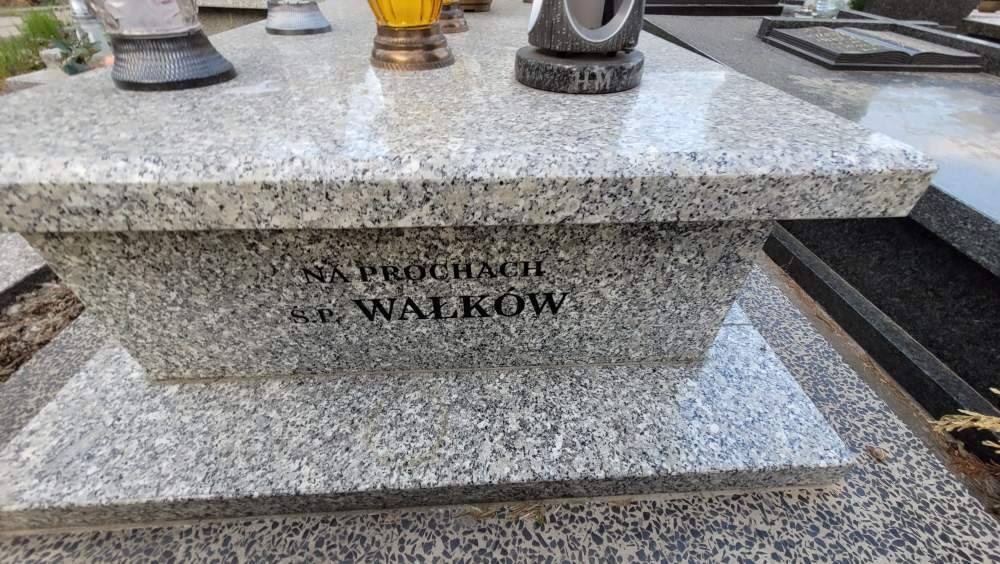 HM
NA PROCHACH
Ś.P. WAŁKÓW